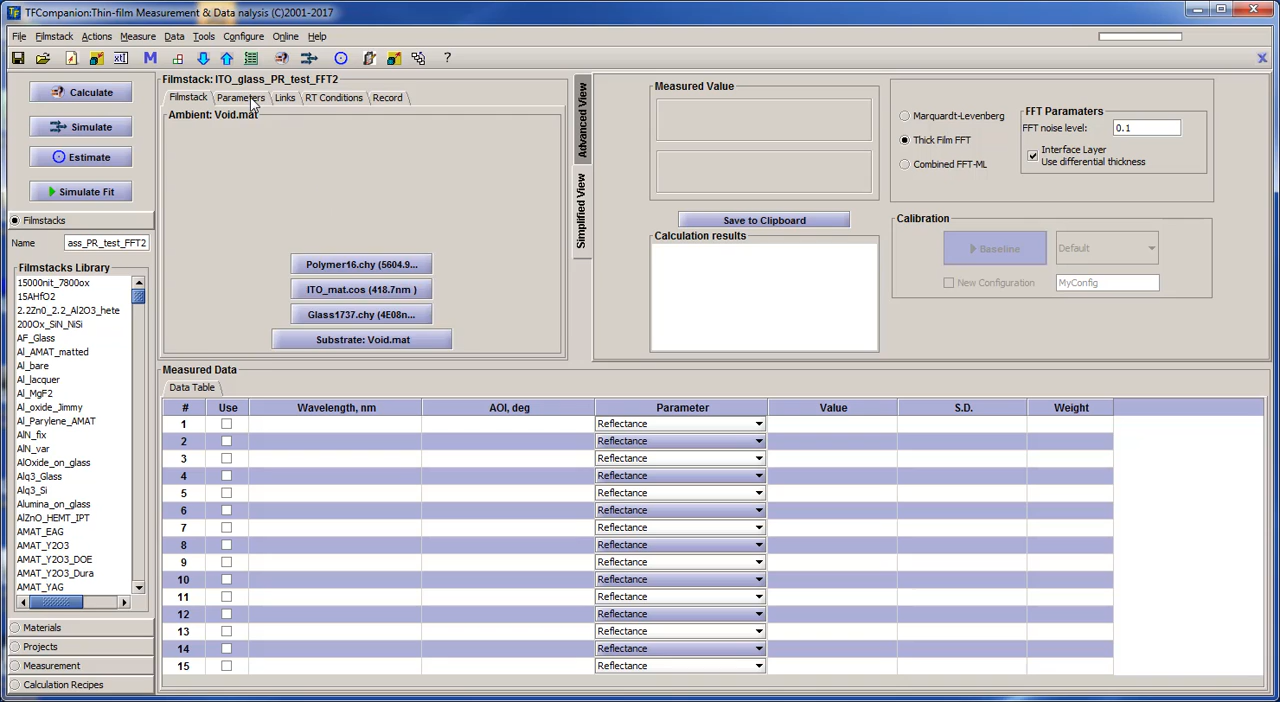 TFCompanion:Thin-film Measurement & Data nalysis (C)2001-2017
File Filmstack Actions Measure Data Tools Configure Online Help
Calculate
Simulate
Estimate
Simulate Fit
Filmstacks
Name ass_PR_test_FFT2
Filmstacks Library
15000nit_7800ox
15AHfO2
2.2Zn0_2.2_Al2O3_hete
200Ox_SiN_NiSi
AF_Glass
Al_AMAT_matted
Al_bare
Al_lacquer
Al_MgF2
Al_oxide_Jimmy
Al_Parylene_AMAT
AlN_fix
AlN_var
AlOxide_on_glass
Alq3_Glass
Alq3_Si
Alumina_on_glass
AlZnO_HEMT_IPT
AMAT_EAG
AMAT_Y2O3
AMAT_Y2O3_DOE
AMAT_Y2O3_Dura
AMAT_YAG
Materials
Projects
Measurement
Calculation Recipes
Filmstack: ITO_glass_PR_test_FFT2
Filmstack Parameters Links RT Conditions Record
Ambient: Void.mat
Polymer16.chy (5604.9...
ITO_mat.cos (418.7nm )
Glass1737.chy (4E08n...
Substrate: Void.mat
Advanced View
Simplified View
Measured Value
Save to Clipboard
Calculation results
Marquardt-Levenberg
Thick Film FFT
Combined FFT-ML
FFT Paramaters
FFT noise level: 0.1
Interface Layer
Use differential thickness
Calibration
Baseline Default
New Configuration MyConfig
Measured Data
Data Table
# Use Wavelength, nm AOI, deg Parameter Value S.D. Weight
1 Reflectance
2 Reflectance
3 Reflectance
4 Reflectance
5 Reflectance
6 Reflectance
7 Reflectance
8 Reflectance
9 Reflectance
10 Reflectance
11 Reflectance
12 Reflectance
13 Reflectance
14 Reflectance
15 Reflectance